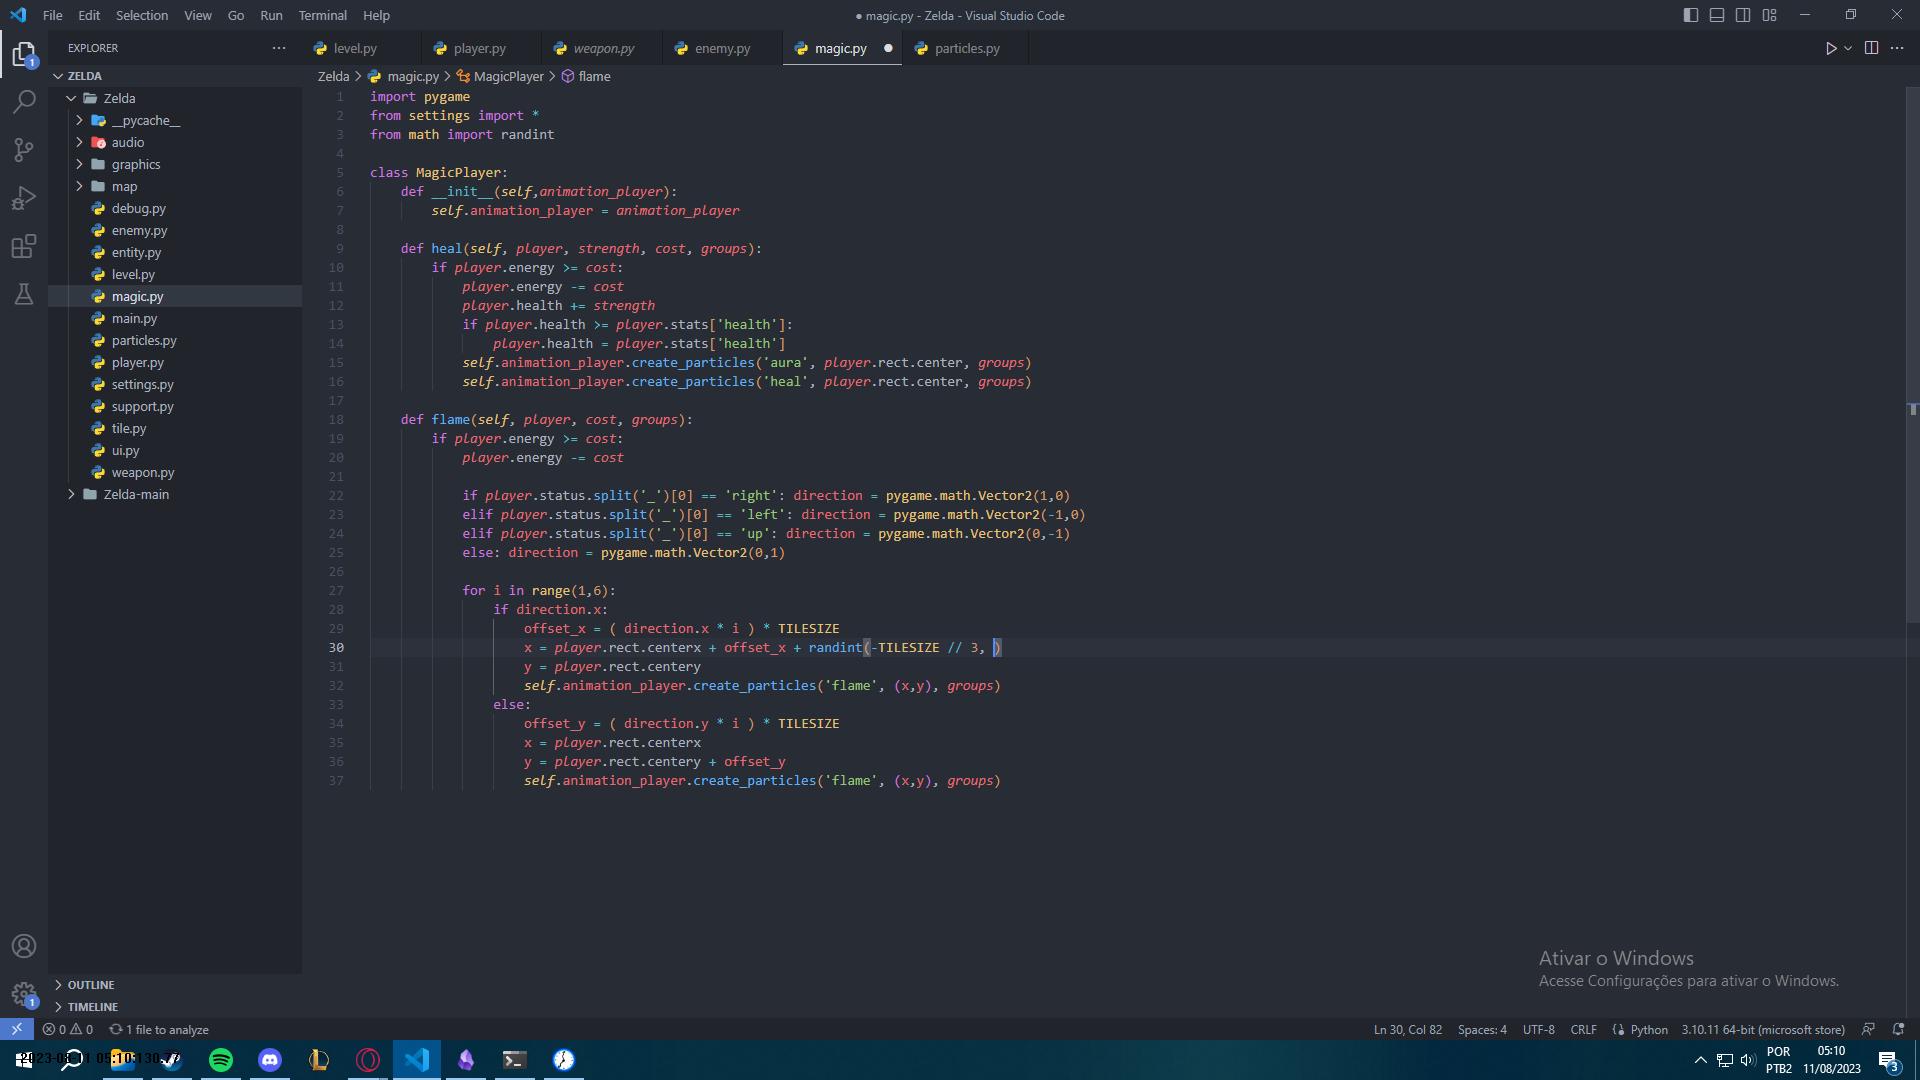 File Edit Selection View Go Run Terminal Help
● magic.py - Zelda - Visual Studio Code
EXPLORER ···
level.py player.py weapon.py enemy.py magic.py ● particles.py
ZELDA
Zelda > magic.py > MagicPlayer > flame
Zelda
__pycache__
audio
graphics
map
debug.py
enemy.py
entity.py
level.py
magic.py
main.py
particles.py
player.py
settings.py
support.py
tile.py
ui.py
weapon.py
Zelda-main
OUTLINE
TIMELINE
1 import pygame
2 from settings import *
3 from math import randint
4
5 class MagicPlayer:
6 def __init__(self,animation_player):
7 self.animation_player = animation_player
8
9 def heal(self, player, strength, cost, groups):
10 if player.energy >= cost:
11 player.energy -= cost
12 player.health += strength
13 if player.health >= player.stats['health']:
14 player.health = player.stats['health']
15 self.animation_player.create_particles('aura', player.rect.center, groups)
16 self.animation_player.create_particles('heal', player.rect.center, groups)
17
18 def flame(self, player, cost, groups):
19 if player.energy >= cost:
20 player.energy -= cost
21
22 if player.status.split('_')[0] == 'right': direction = pygame.math.Vector2(1,0)
23 elif player.status.split('_')[0] == 'left': direction = pygame.math.Vector2(-1,0)
24 elif player.status.split('_')[0] == 'up': direction = pygame.math.Vector2(0,-1)
25 else: direction = pygame.math.Vector2(0,1)
26
27 for i in range(1,6):
28 if direction.x:
29 offset_x = ( direction.x * i ) * TILESIZE
30 x = player.rect.centerx + offset_x + randint(-TILESIZE // 3, )
31 y = player.rect.centery
32 self.animation_player.create_particles('flame', (x,y), groups)
33 else:
34 offset_y = ( direction.y * i ) * TILESIZE
35 x = player.rect.centerx
36 y = player.rect.centery + offset_y
37 self.animation_player.create_particles('flame', (x,y), groups)
Ativar o Windows
Acesse Configurações para ativar o Windows.
1
1
0 0 1 file to analyze
Ln 30, Col 82 Spaces: 4 UTF-8 CRLF Python 3.10.11 64-bit (microsoft store)
POR
PTB2
05:10
11/08/2023
3